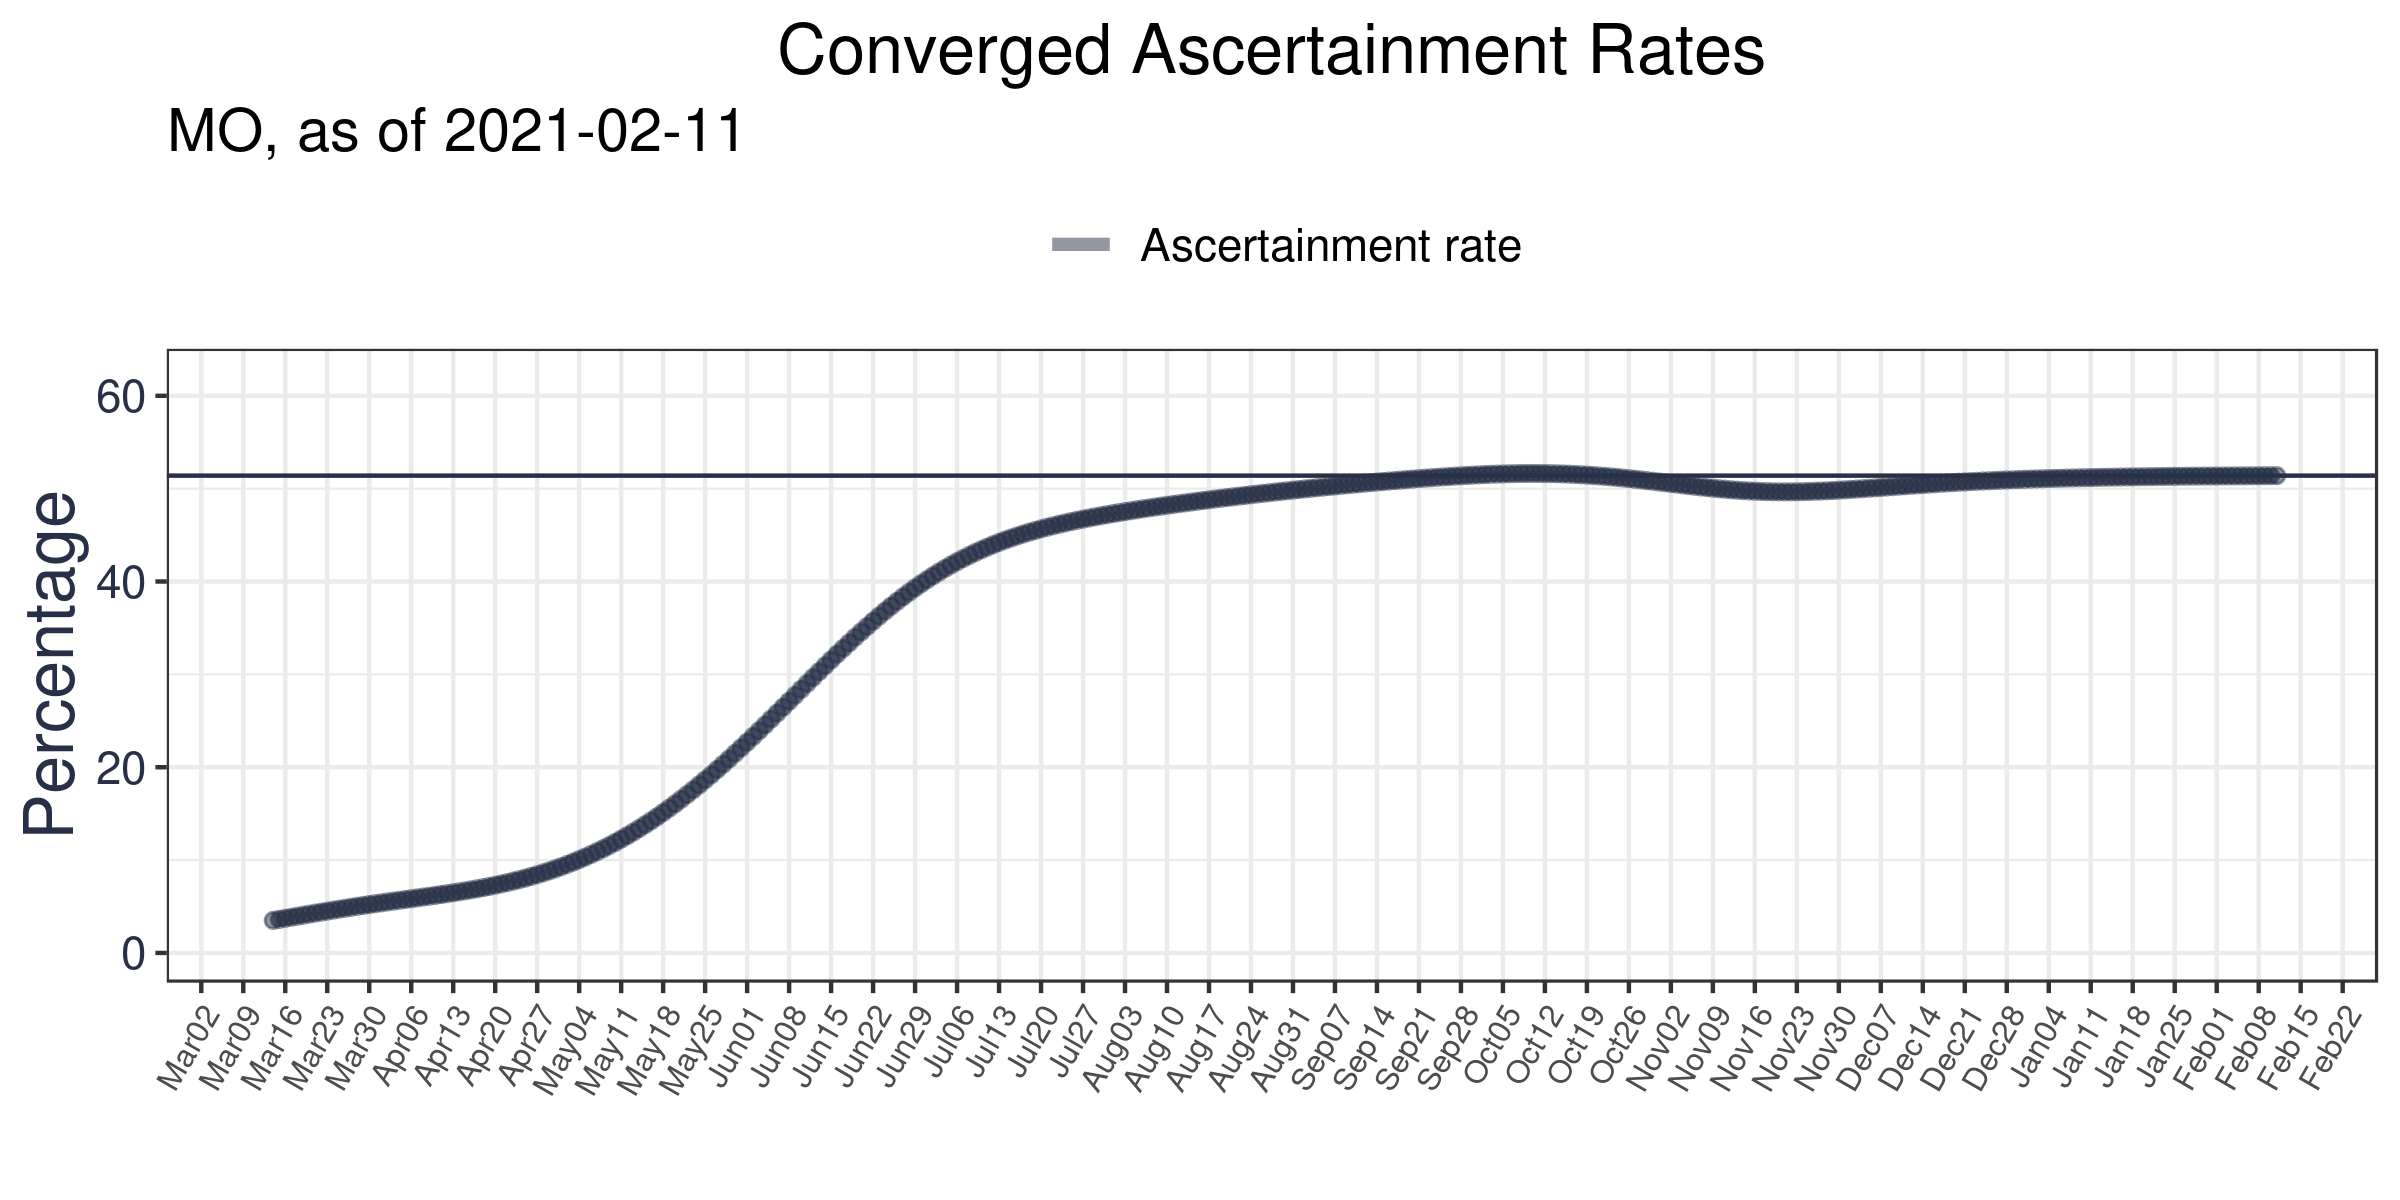 Converged Ascertainment Rates
MO, as of 2021-02-11
Ascertainment rate
Percentage
60
40
20
0
Mar02
Mar09
Mar16
Mar23
Mar30
Apr06
Apr13
Apr20
Apr27
May04
May11
May18
May25
Jun01
Jun08
Jun15
Jun22
Jun29
Jul06
Jul13
Jul20
Jul27
Aug03
Aug10
Aug17
Aug24
Aug31
Sep07
Sep14
Sep21
Sep28
Oct05
Oct12
Oct19
Oct26
Nov02
Nov09
Nov16
Nov23
Nov30
Dec07
Dec14
Dec21
Dec28
Jan04
Jan11
Jan18
Jan25
Feb01
Feb08
Feb15
Feb22